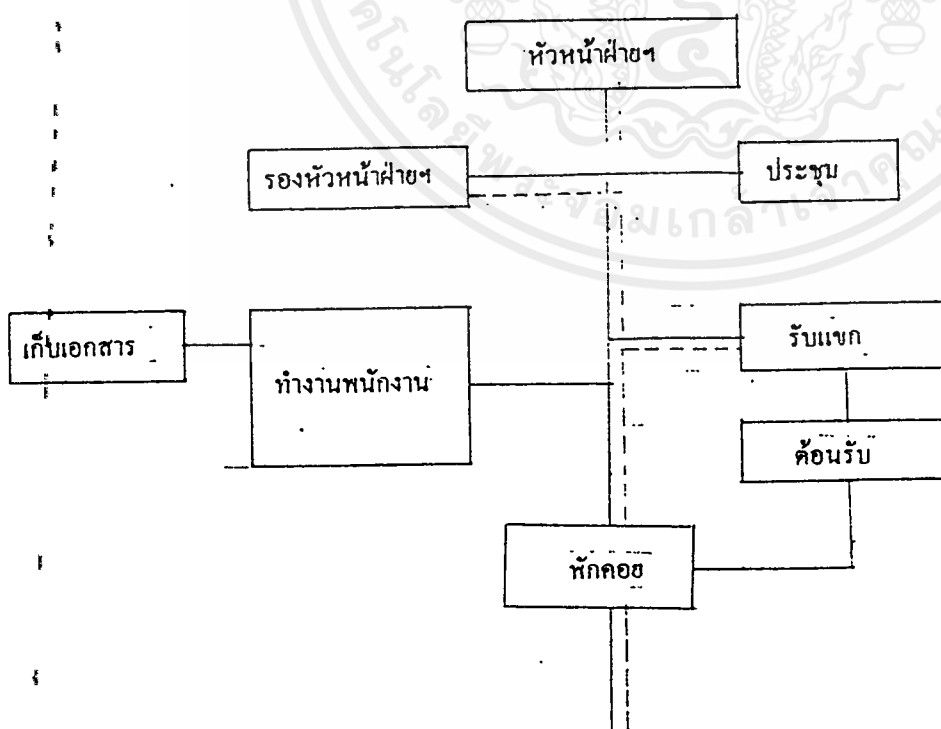 หัวหน้าฝ่ายฯ
รองหัวหน้าฝ่ายฯ
ประชุม
เก็บเอกสาร
ทำงานพนักงาน
รับแขก
ต้อนรับ
พักคอย